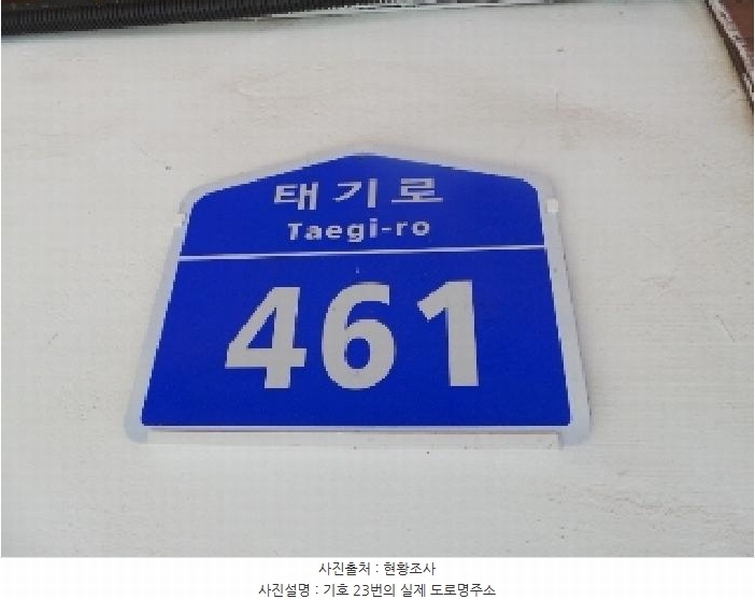 태기로
Taegi-ro
461
사진출처 : 현황조사
사진설명 : 기호 23번의 실제 도로명주소